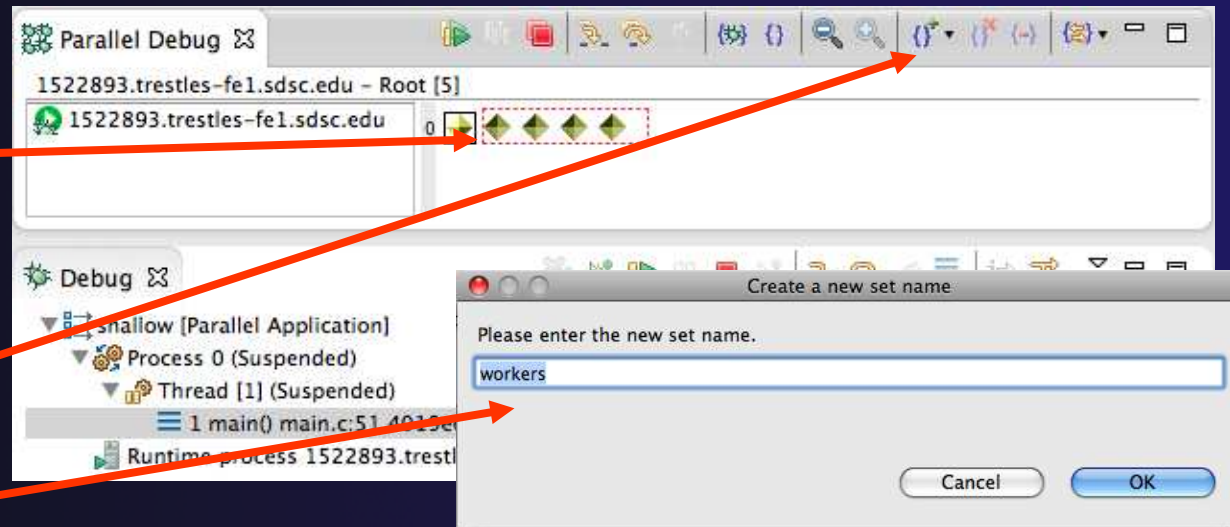 Parallel Debug
1522893.trestles-fe1.sdsc.edu - Root [5]
1522893.trestles-fe1.sdsc.edu
0
Debug
shallow [Parallel Application]
Process 0 (Suspended)
Thread [1] (Suspended)
1 main() main.c:51
Runtime process 1522893.trestl
Create a new set name
Please enter the new set name.
workers
Cancel
OK